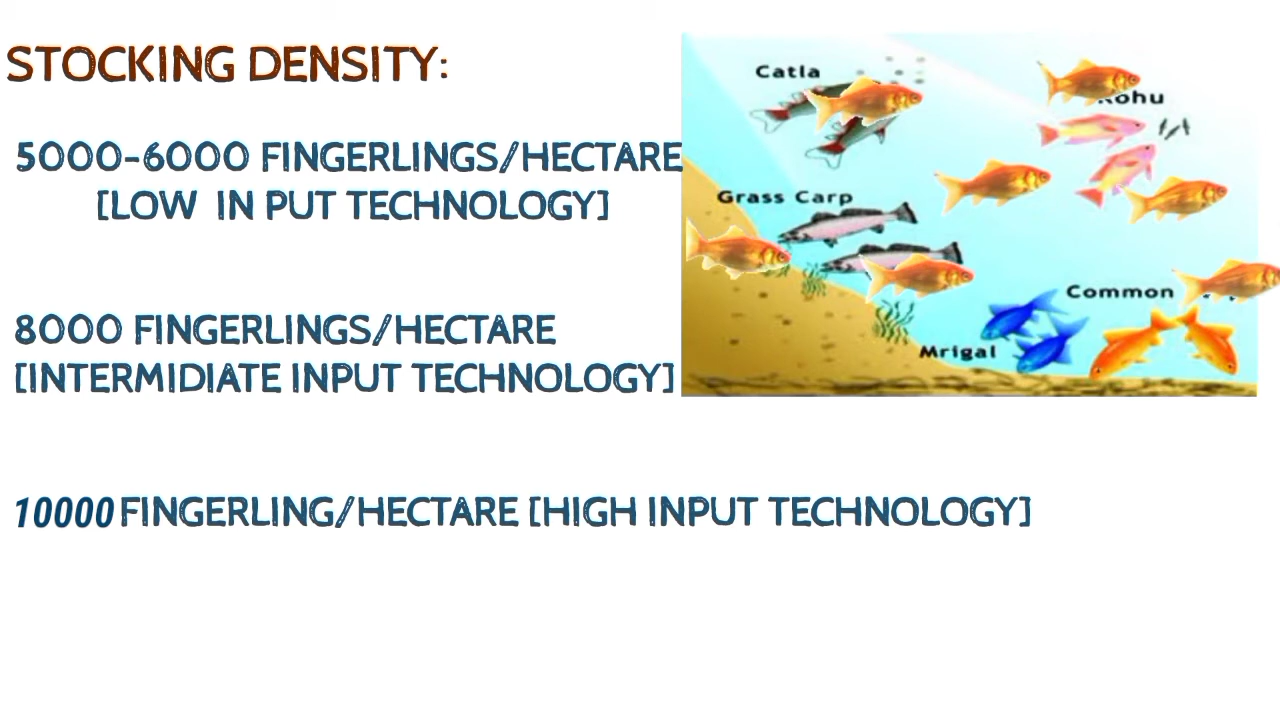 STOCKING DENSITY:
5000-6000 FINGERLINGS/HECTARE
[LOW IN PUT TECHNOLOGY]
8000 FINGERLINGS/HECTARE
[INTERMIDIATE INPUT TECHNOLOGY]
10000 FINGERLING/HECTARE [HIGH INPUT TECHNOLOGY]
Catla
Rohu
Grass Carp
Common
Mrigal